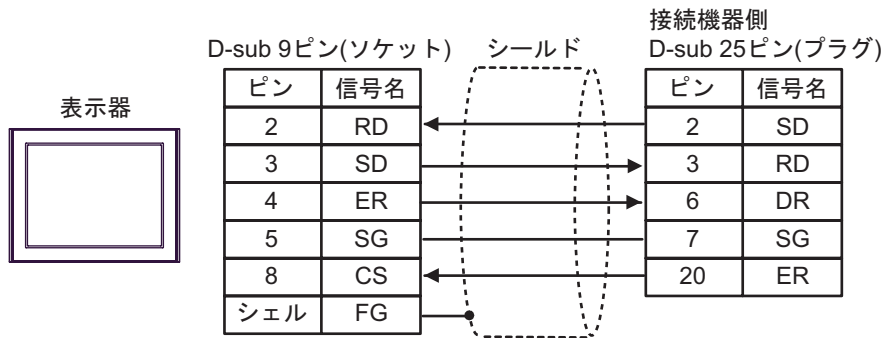 接続機器側
D-sub 9ピン(ソケット) シールド D-sub 25ピン(プラグ)
表示器
ピン 信号名 ピン 信号名
2 RD 2 SD
3 SD 3 RD
4 ER 6 DR
5 SG 7 SG
8 CS 20 ER
シェル FG